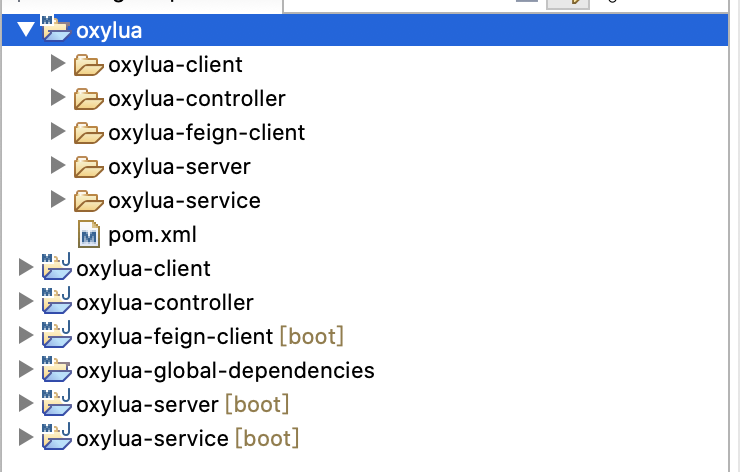 oxylua
oxylua-client
oxylua-controller
oxylua-feign-client
oxylua-server
oxylua-service
pom.xml
oxylua-client
oxylua-controller
oxylua-feign-client [boot]
oxylua-global-dependencies
oxylua-server [boot]
oxylua-service [boot]